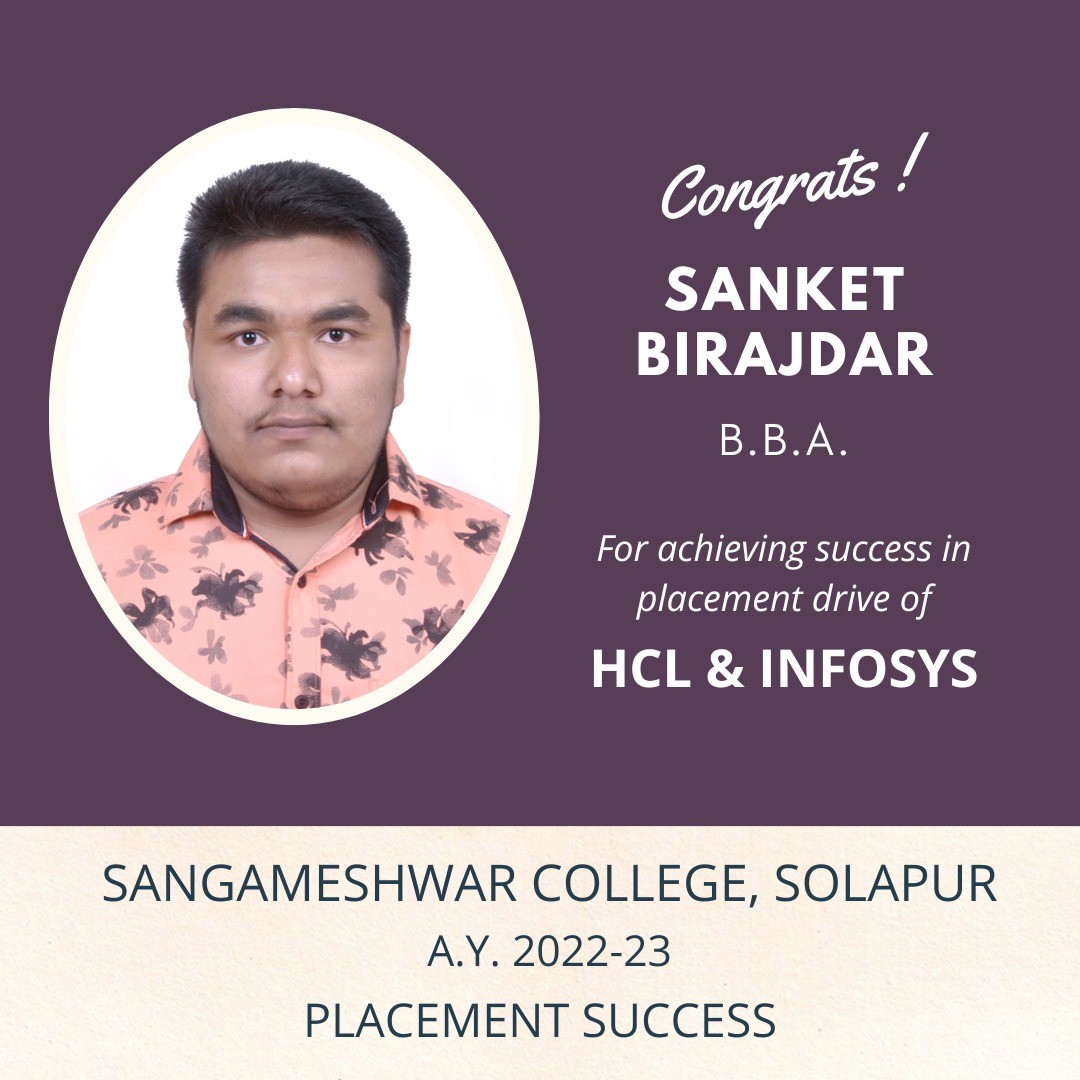 Congrats !
SANKET
BIRAJDAR
B.B.A.
For achieving success in
placement drive of
HCL & INFOSYS
SANGAMESHWAR COLLEGE, SOLAPUR
A.Y. 2022-23
PLACEMENT SUCCESS